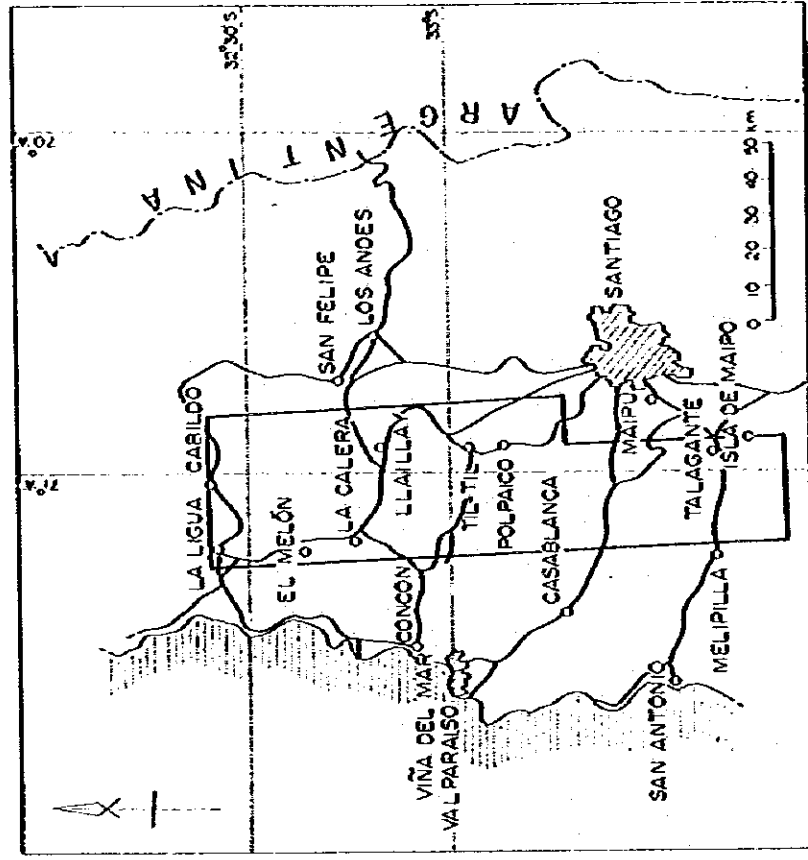 71°W
70°W
32°30'S
33°S
ARGENTINA
LA LIGUA
CABILDO
EL MELÓN
LA CALERA
LLAILLAY
SAN FELIPE
LOS ANDES
CONCÓN
VIÑA DEL MAR
VALPARAÍSO
TIL-TIL
POLPAICO
CASABLANCA
SANTIAGO
MAIPU
TALAGANTE
ISLA DE MAIPO
MELIPILLA
SAN ANTONIO
0 10 20 30 40 50 km